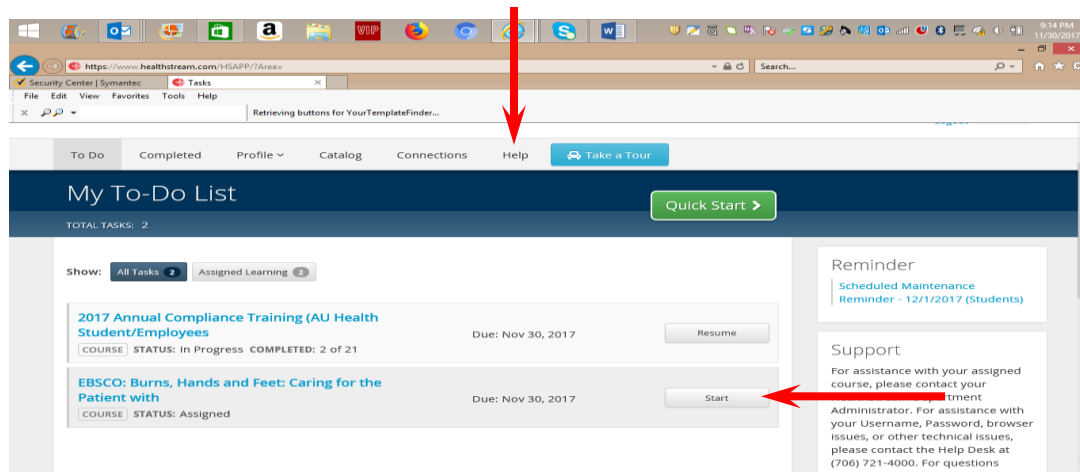 a
VIP
S
W
9:14 PM
11/30/2017
https://www.healthstream.com/HSAPP/?Area=
Search...
Security Center | Symantec
Tasks
File Edit View Favorites Tools Help
Retrieving buttons for YourTemplateFinder...
To Do
Completed
Profile
Catalog
Connections
Help
Take a Tour
My To-Do List
Quick Start
TOTAL TASKS: 2
Show:
All Tasks 2
Assigned Learning 2
2017 Annual Compliance Training (AU Health
Student/Employees
COURSE STATUS: In Progress COMPLETED: 2 of 21
Due: Nov 30, 2017
Resume
EBSCO: Burns, Hands and Feet: Caring for the
Patient with
COURSE STATUS: Assigned
Due: Nov 30, 2017
Start
Reminder
Scheduled Maintenance
Reminder - 12/1/2017 (Students)
Support
For assistance with your assigned
course, please contact your
Administrator. For assistance with
your Username, Password, browser
issues, or other technical issues,
please contact the Help Desk at
(706) 721-4000. For questions